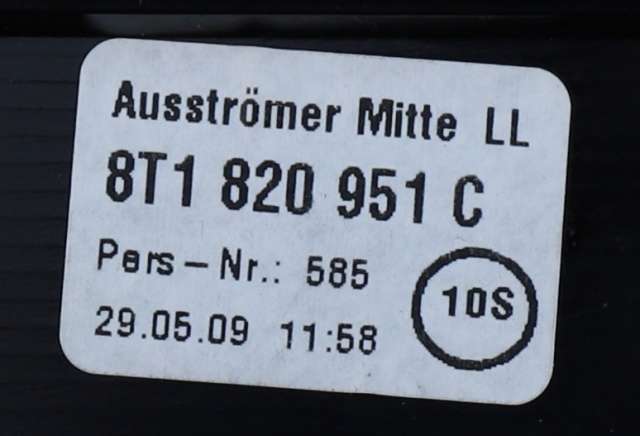 Ausströmer Mitte LL
8T1 820 951 C
Pers-Nr.: 585
10S
29.05.09 11:58